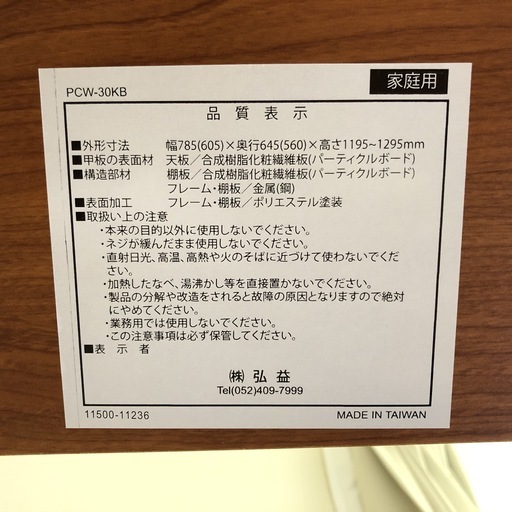 PCW-30KB
家庭用
品質表示
■外形寸法 幅785(605)×奥行645(560)×高さ1195~1295mm
■甲板の表面材 天板／合成樹脂化粧繊維板(パーティクルボード)
■構造部材 棚板／合成樹脂化粧繊維板(パーティクルボード)
フレーム・棚板／金属(鋼)
■表面加工 フレーム・棚板／ポリエステル塗装
■取扱い上の注意
・本来の目的以外に使用しないでください。
・ネジが緩んだまま使用しないでください。
・直射日光、高温、高熱や火のそばに近づけて使わないでく
ださい。
・加熱したなべ、湯沸かし等を直接置かないでください。
・製品の分解や改造をされると故障の原因となりますので絶対
にやめてください。
・業務用では使用しないでください。
・この注意事項は必ず保管してください。
■表示者
㈱ 弘益
Tel(052)409-7999
11500-11236
MADE IN TAIWAN